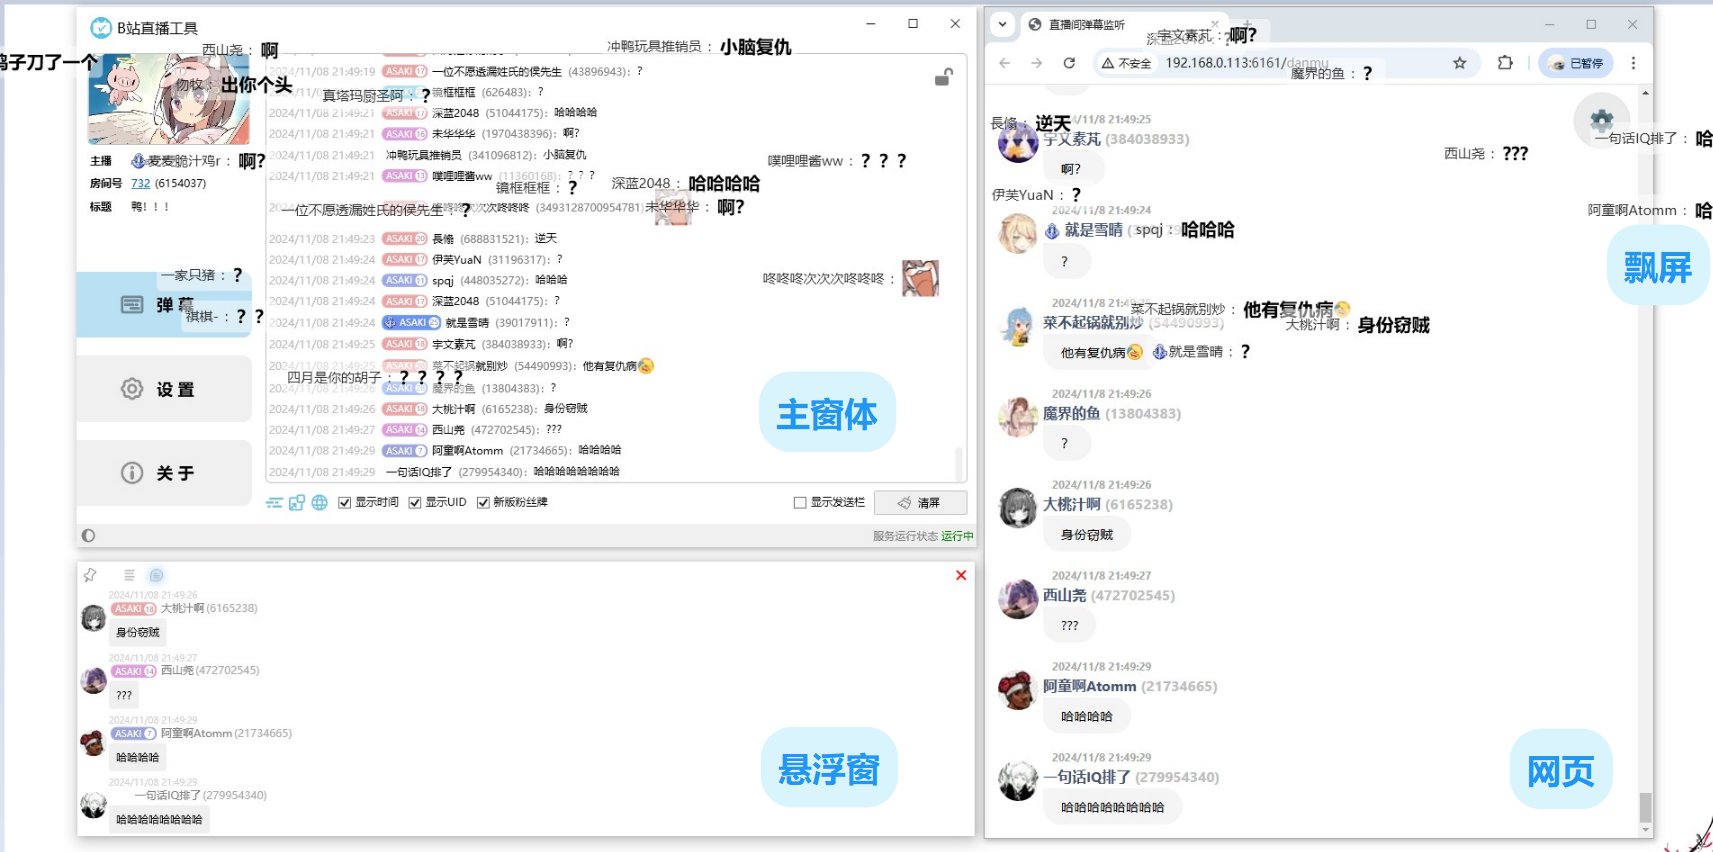 B站直播工具
西山尧： 啊
冲鸭玩具推销员： 小脑复仇
鸽子刀了一个
物牧： 出你个头
真塔玛厨圣阿： ?
主播 麦麦脆汁鸡r： 啊?
房间号 732 (6154037)
标题 鸭！！！
一家只猪： ?
弹幕
祺棋-： ? ?
设置
关于
2024/11/08 21:49:19 ASAKI 17 一位不愿透漏姓氏的侯先生 (43896943)： ?
镜框框框 (626483)： ?
2024/11/08 21:49:21 ASAKI 17 深蓝2048 (51044175)： 哈哈哈哈
2024/11/08 21:49:21 ASAKI 16 未华华华 (1970438396)： 啊?
2024/11/08 21:49:21 冲鸭玩具推销员 (341096812)： 小脑复仇
2024/11/08 21:49:21 ASAKI 13 噗哩哩酱ww (11360168)： ? ? ?
噗哩哩酱ww： ? ? ?
镜框框框： ?
深蓝2048： 哈哈哈哈
一位不愿透漏姓氏的侯先生： ?
咚咚咚次次次咚咚咚 (3493128700954781)
未华华华： 啊?
2024/11/08 21:49:23 ASAKI 20 長脩 (688831521)： 逆天
2024/11/08 21:49:24 ASAKI 17 伊芙YuaN (31196317)： ?
2024/11/08 21:49:24 ASAKI 11 spqj (448035272)： 哈哈哈
咚咚咚次次次咚咚咚：
2024/11/08 21:49:24 ASAKI 17 深蓝2048 (51044175)： ?
2024/11/08 21:49:24 ASAKI 23 就是雪晴 (39017911)： ?
2024/11/08 21:49:25 ASAKI 18 宇文素芃 (384038933)： 啊?
菜不起锅就别炒 (54490993)： 他有复仇病
四月是你的胡子： ? ? ? ?
魔界的鱼 (13804383)： ?
2024/11/08 21:49:26 ASAKI 18 大桃汁啊 (6165238)： 身份窃贼
2024/11/08 21:49:27 ASAKI 14 西山尧 (472702545)： ???
2024/11/08 21:49:29 ASAKI 7 阿童啊Atomm (21734665)： 哈哈哈哈
2024/11/08 21:49:29 一句话IQ排了 (279954340)： 哈哈哈哈哈哈哈哈
主窗体
显示时间 显示UID 新版粉丝牌 显示发送栏 清屏
服务运行状态 运行中
2024/11/08 21:49:26
ASAKI 18 大桃汁啊(6165238)
身份窃贼
2024/11/08 21:49:27
ASAKI 14 西山尧(472702545)
???
2024/11/08 21:49:29
ASAKI 7 阿童啊Atomm(21734665)
哈哈哈哈
2024/11/08 21:49:29
一句话IQ排了(279954340)
哈哈哈哈哈哈哈哈
悬浮窗
直播间弹幕监听
深蓝2048： ?
宇文素芃： 啊?
不安全 192.168.0.113:6161/danmu 已暂停
魔界的鱼： ?
長脩： 逆天
2024/11/8 21:49:25
宇文素芃 (384038933)
啊?
一句话IQ排了： 哈
西山尧： ???
伊芙YuaN： ?
2024/11/8 21:49:24
就是雪晴
spqj： 哈哈哈
?
阿童啊Atomm： 哈
飘屏
2024/11/8 21:49:25
菜不起锅就别炒 (54490993)
菜不起锅就别炒： 他有复仇病
大桃汁啊： 身份窃贼
他有复仇病
就是雪晴： ?
2024/11/8 21:49:26
魔界的鱼 (13804383)
?
2024/11/8 21:49:26
大桃汁啊 (6165238)
身份窃贼
2024/11/8 21:49:27
西山尧 (472702545)
???
2024/11/8 21:49:29
阿童啊Atomm (21734665)
哈哈哈哈
2024/11/8 21:49:29
一句话IQ排了 (279954340)
哈哈哈哈哈哈哈哈
网页